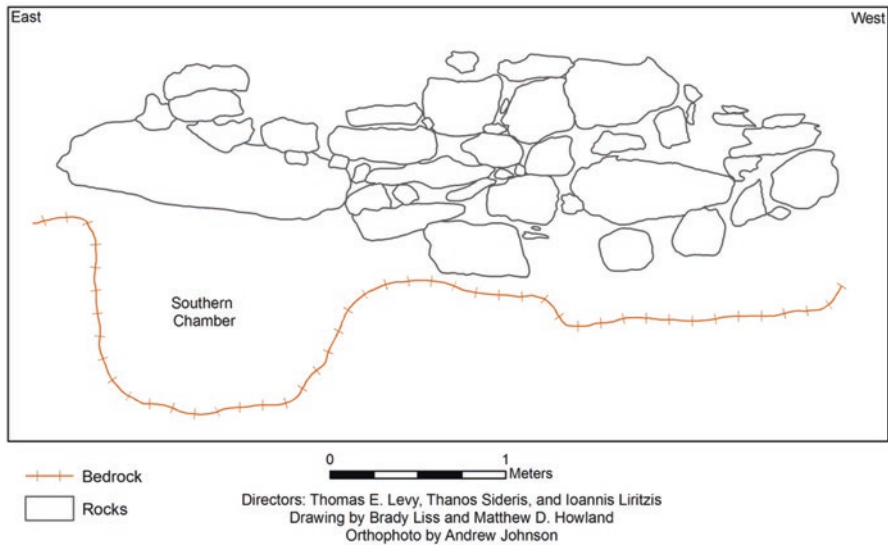 East
West
Southern
Chamber
Bedrock
Rocks
0
1
Meters
Directors: Thomas E. Levy, Thanos Sideris, and Ioannis Liritzis
Drawing by Brady Liss and Matthew D. Howland
Orthophoto by Andrew Johnson